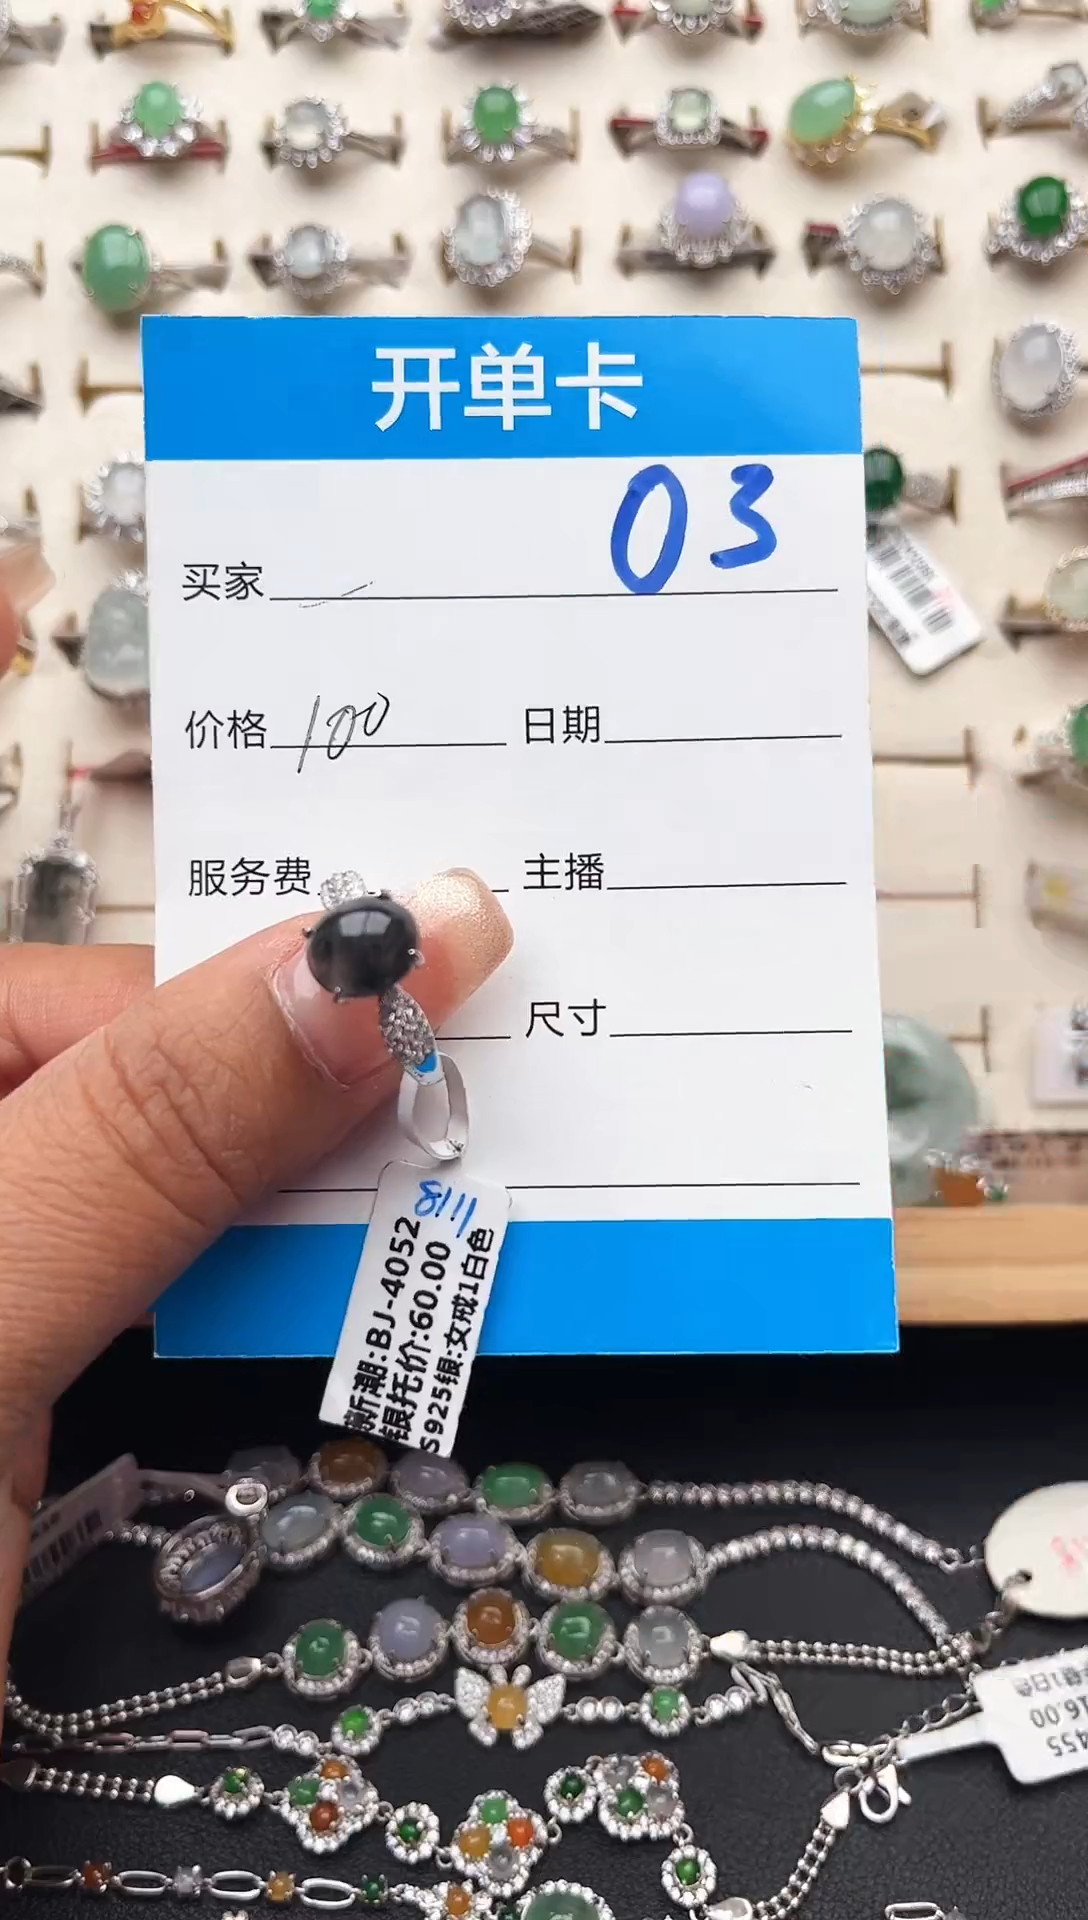 开单卡
03
买家
价格 100 日期
服务费 主播
尺寸
8111
新潮:BJ-4052
银托价:60.00
S925银:女戒1白色